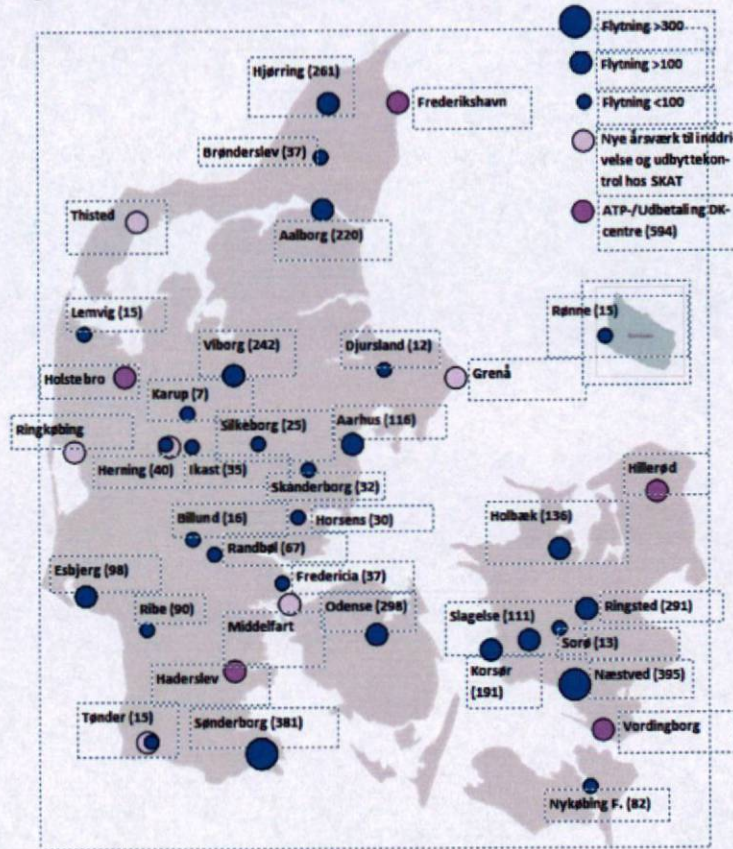 Flytning >300
Hjørring (261)
Flytning >100
Frederikshavn
Flytning <100
Brønderslev (37)
Nye årsværk til inddri-
velse og udbyttekon-
trol hos SKAT
Thisted
ATP-/Udbetaling DK-
centre (594)
Aalborg (220)
Lemvig (15)
Rønne (15)
Viborg (242)
Djursland (12)
Holstebro
Grenå
Karup (7)
Ringkøbing
Silkeborg (25)
Aarhus (116)
Herning (40)
Ikast (35)
Hillerød
Skanderborg (32)
Billund (16)
Horsens (30)
Holbæk (136)
Randbøl (67)
Esbjerg (98)
Fredericia (37)
Ribe (90)
Odense (298)
Slagelse (111)
Ringsted (291)
Middelfart
Sorø (13)
Haderslev
Korsør
(191)
Næstved (395)
Tønder (15)
Sønderborg (381)
Vordingborg
Nykøbing F. (82)